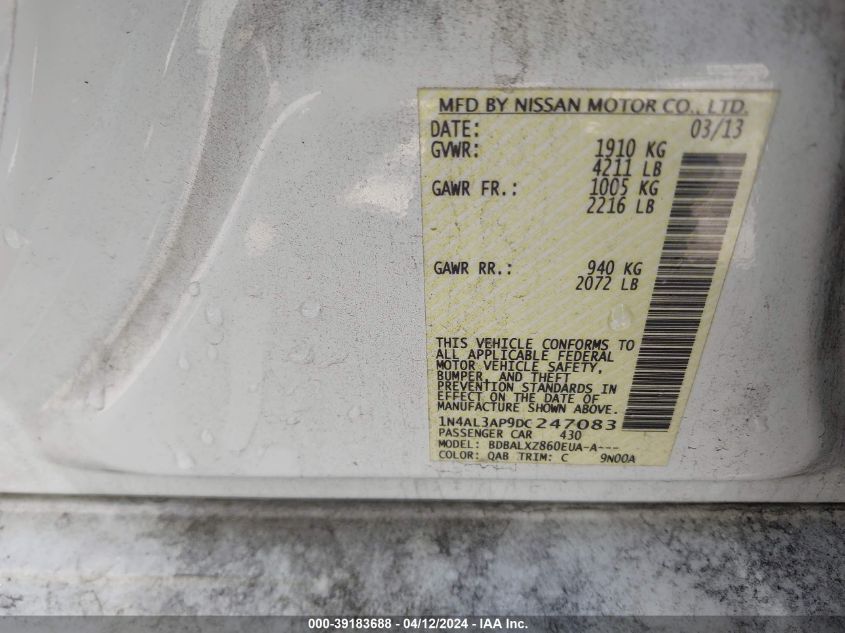 MFD BY NISSAN MOTOR CO., LTD.
DATE: 03/13
GVWR: 1910 KG
4211 LB
GAWR FR.: 1005 KG
2216 LB
GAWR RR.: 940 KG
2072 LB
THIS VEHICLE CONFORMS TO
ALL APPLICABLE FEDERAL
MOTOR VEHICLE SAFETY,
BUMPER, AND THEFT
PREVENTION STANDARDS IN
EFFECT ON THE DATE OF
MANUFACTURE SHOWN ABOVE.
1N4AL3AP9DC247083
PASSENGER CAR 430
MODEL: BDBALXZ860EUA-A---
COLOR: QAB TRIM: C 9N00A
000-39183688 - 04/12/2024 - IAA Inc.